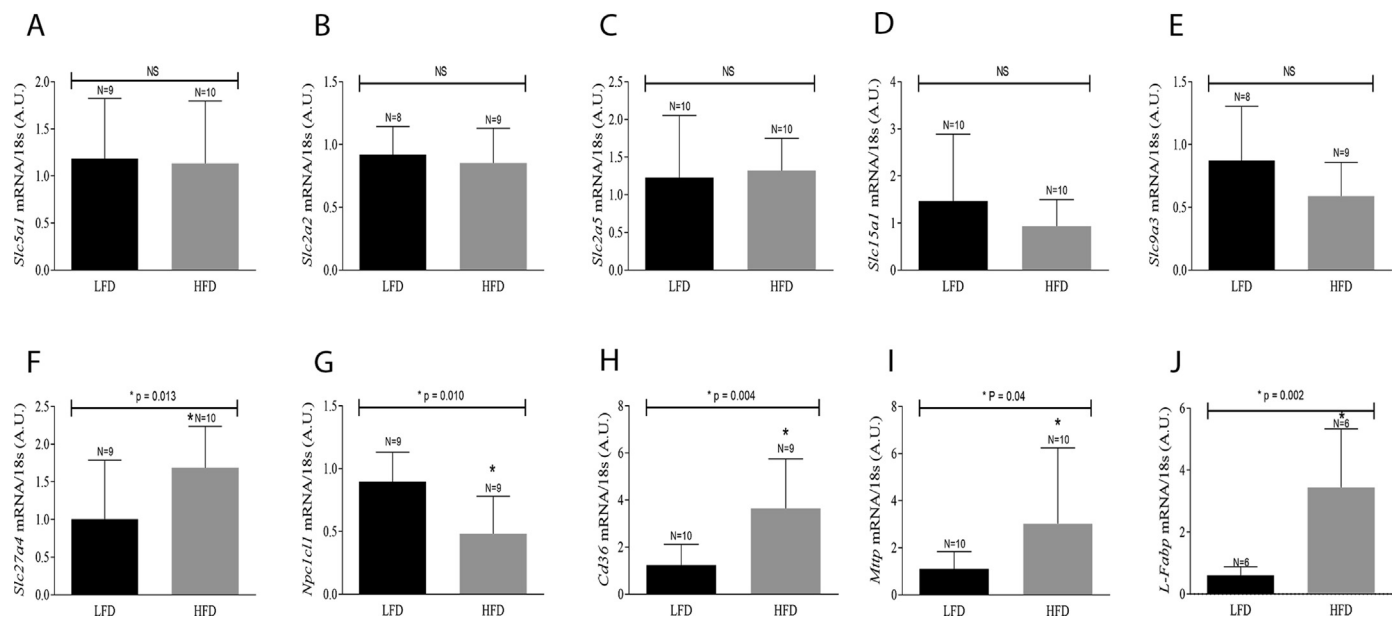 A
NS
Slc5a1 mRNA/18s (A.U.)
2.0
1.5
1.0
0.5
0.0
N=9
N=10
LFD
HFD
B
NS
Slc2a2 mRNA/18s (A.U.)
1.5
1.0
0.5
0.0
N=8
N=9
LFD
HFD
C
NS
Slc2a5 mRNA/18s (A.U.)
2.5
2.0
1.5
1.0
0.5
0.0
N=10
N=10
LFD
HFD
D
NS
Slc15a1 mRNA/18s (A.U.)
4
3
2
1
0
N=10
N=10
LFD
HFD
E
NS
Slc9a3 mRNA/18s (A.U.)
1.5
1.0
0.5
0.0
N=8
N=9
LFD
HFD
F
* p = 0.013
Slc27a4 mRNA/18s (A.U.)
2.5
2.0
1.5
1.0
0.5
0.0
N=9
*
N=10
LFD
HFD
G
* p = 0.010
Npc1cl1 mRNA/18s (A.U.)
1.5
1.0
0.5
0.0
N=9
*
N=9
LFD
HFD
H
* p = 0.004
Cd36 mRNA/18s (A.U.)
8
6
4
2
0
N=10
*
N=9
LFD
HFD
I
* P = 0.04
Mttp mRNA/18s (A.U.)
8
6
4
2
0
N=10
*
N=10
LFD
HFD
J
* p = 0.002
L-Fabp mRNA/18s (A.U.)
6
4
2
0
N=6
*
N=6
LFD
HFD